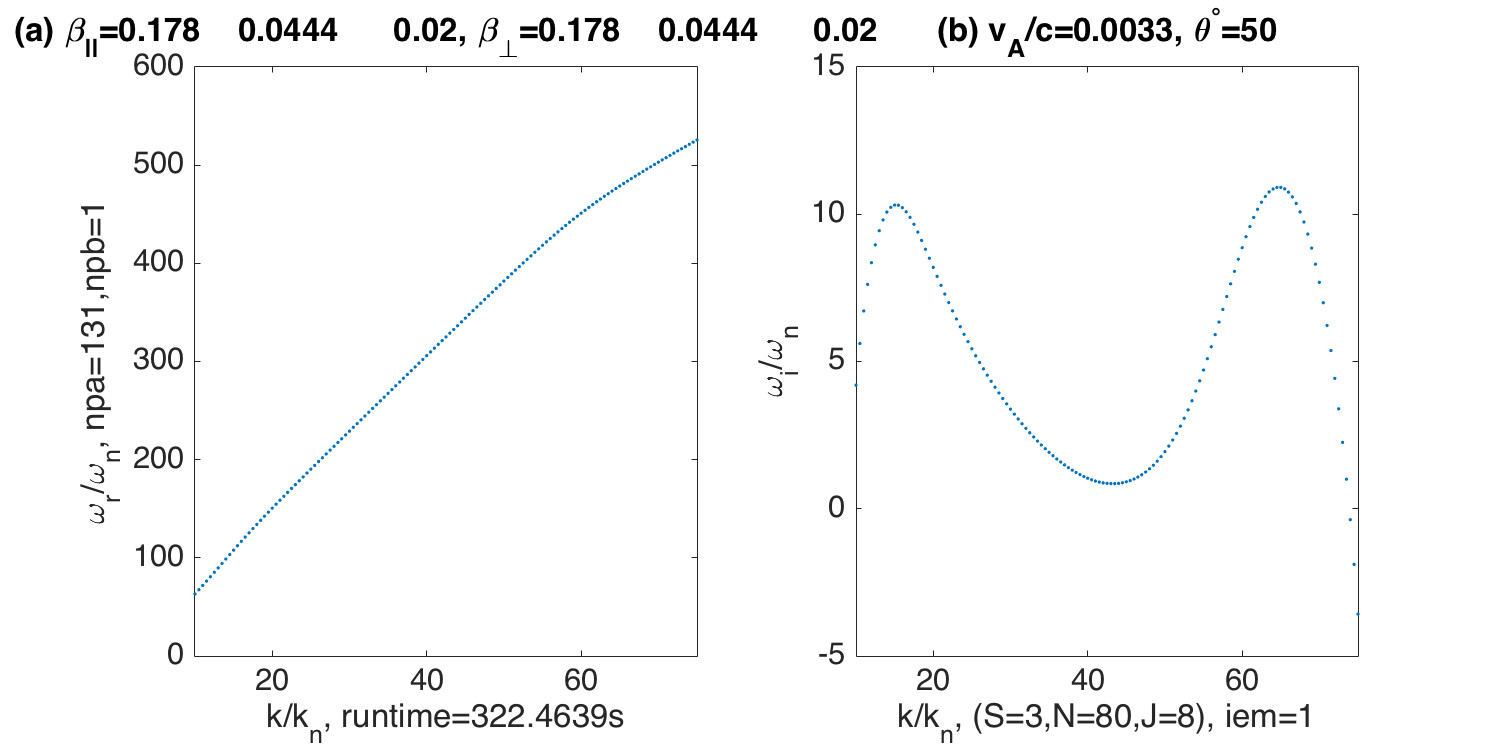 (a) β||=0.178 0.0444 0.02, β⊥=0.178 0.0444 0.02 (b) vA/c=0.0033, θ°=50
600
500
400
300
200
100
0
20 40 60
ωr/ωn, npa=131,npb=1
k/kn, runtime=322.4639s
15
10
5
0
-5
20 40 60
ωi/ωn
k/kn, (S=3,N=80,J=8), iem=1